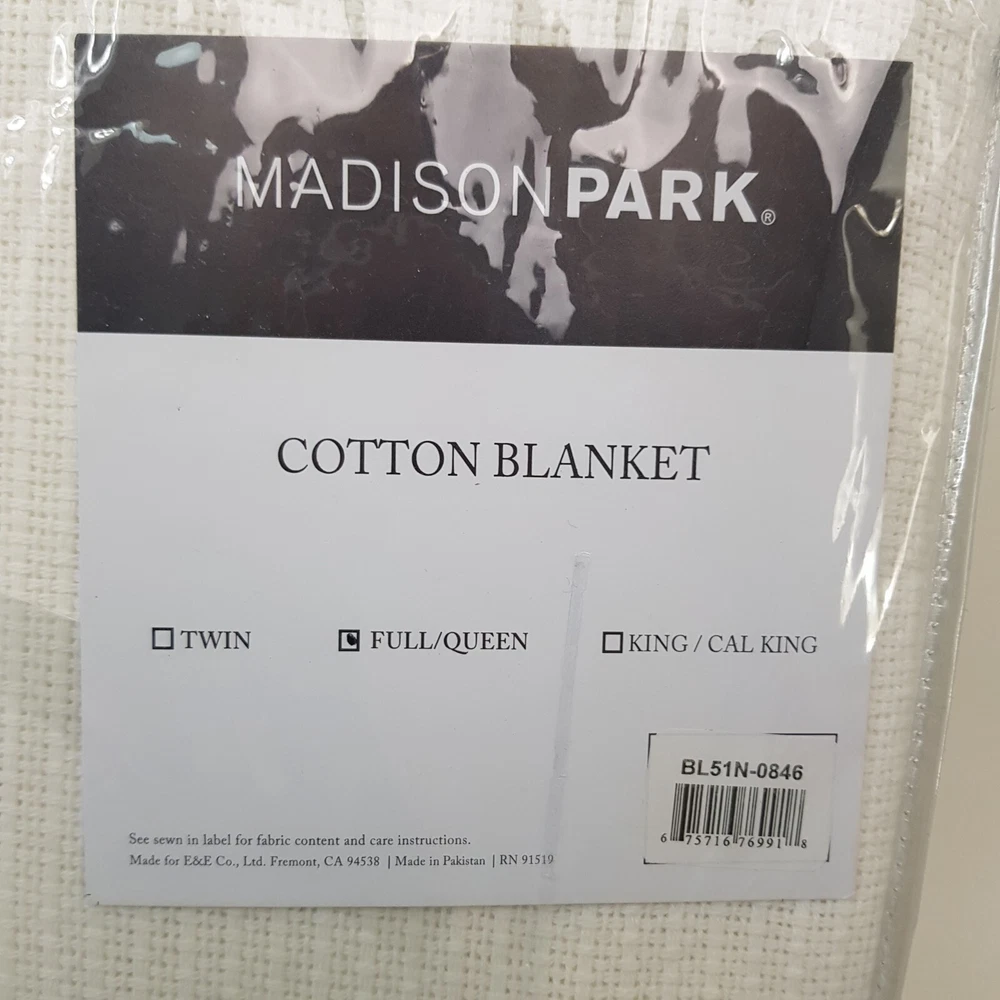 MADISONPARK®
COTTON BLANKET
TWIN
FULL/QUEEN
KING / CAL KING
BL51N-0846
6 75716 76991 8
See sewn in label for fabric content and care instructions.
Made for E&E Co., Ltd. Fremont, CA 94538 | Made in Pakistan | RN 91519